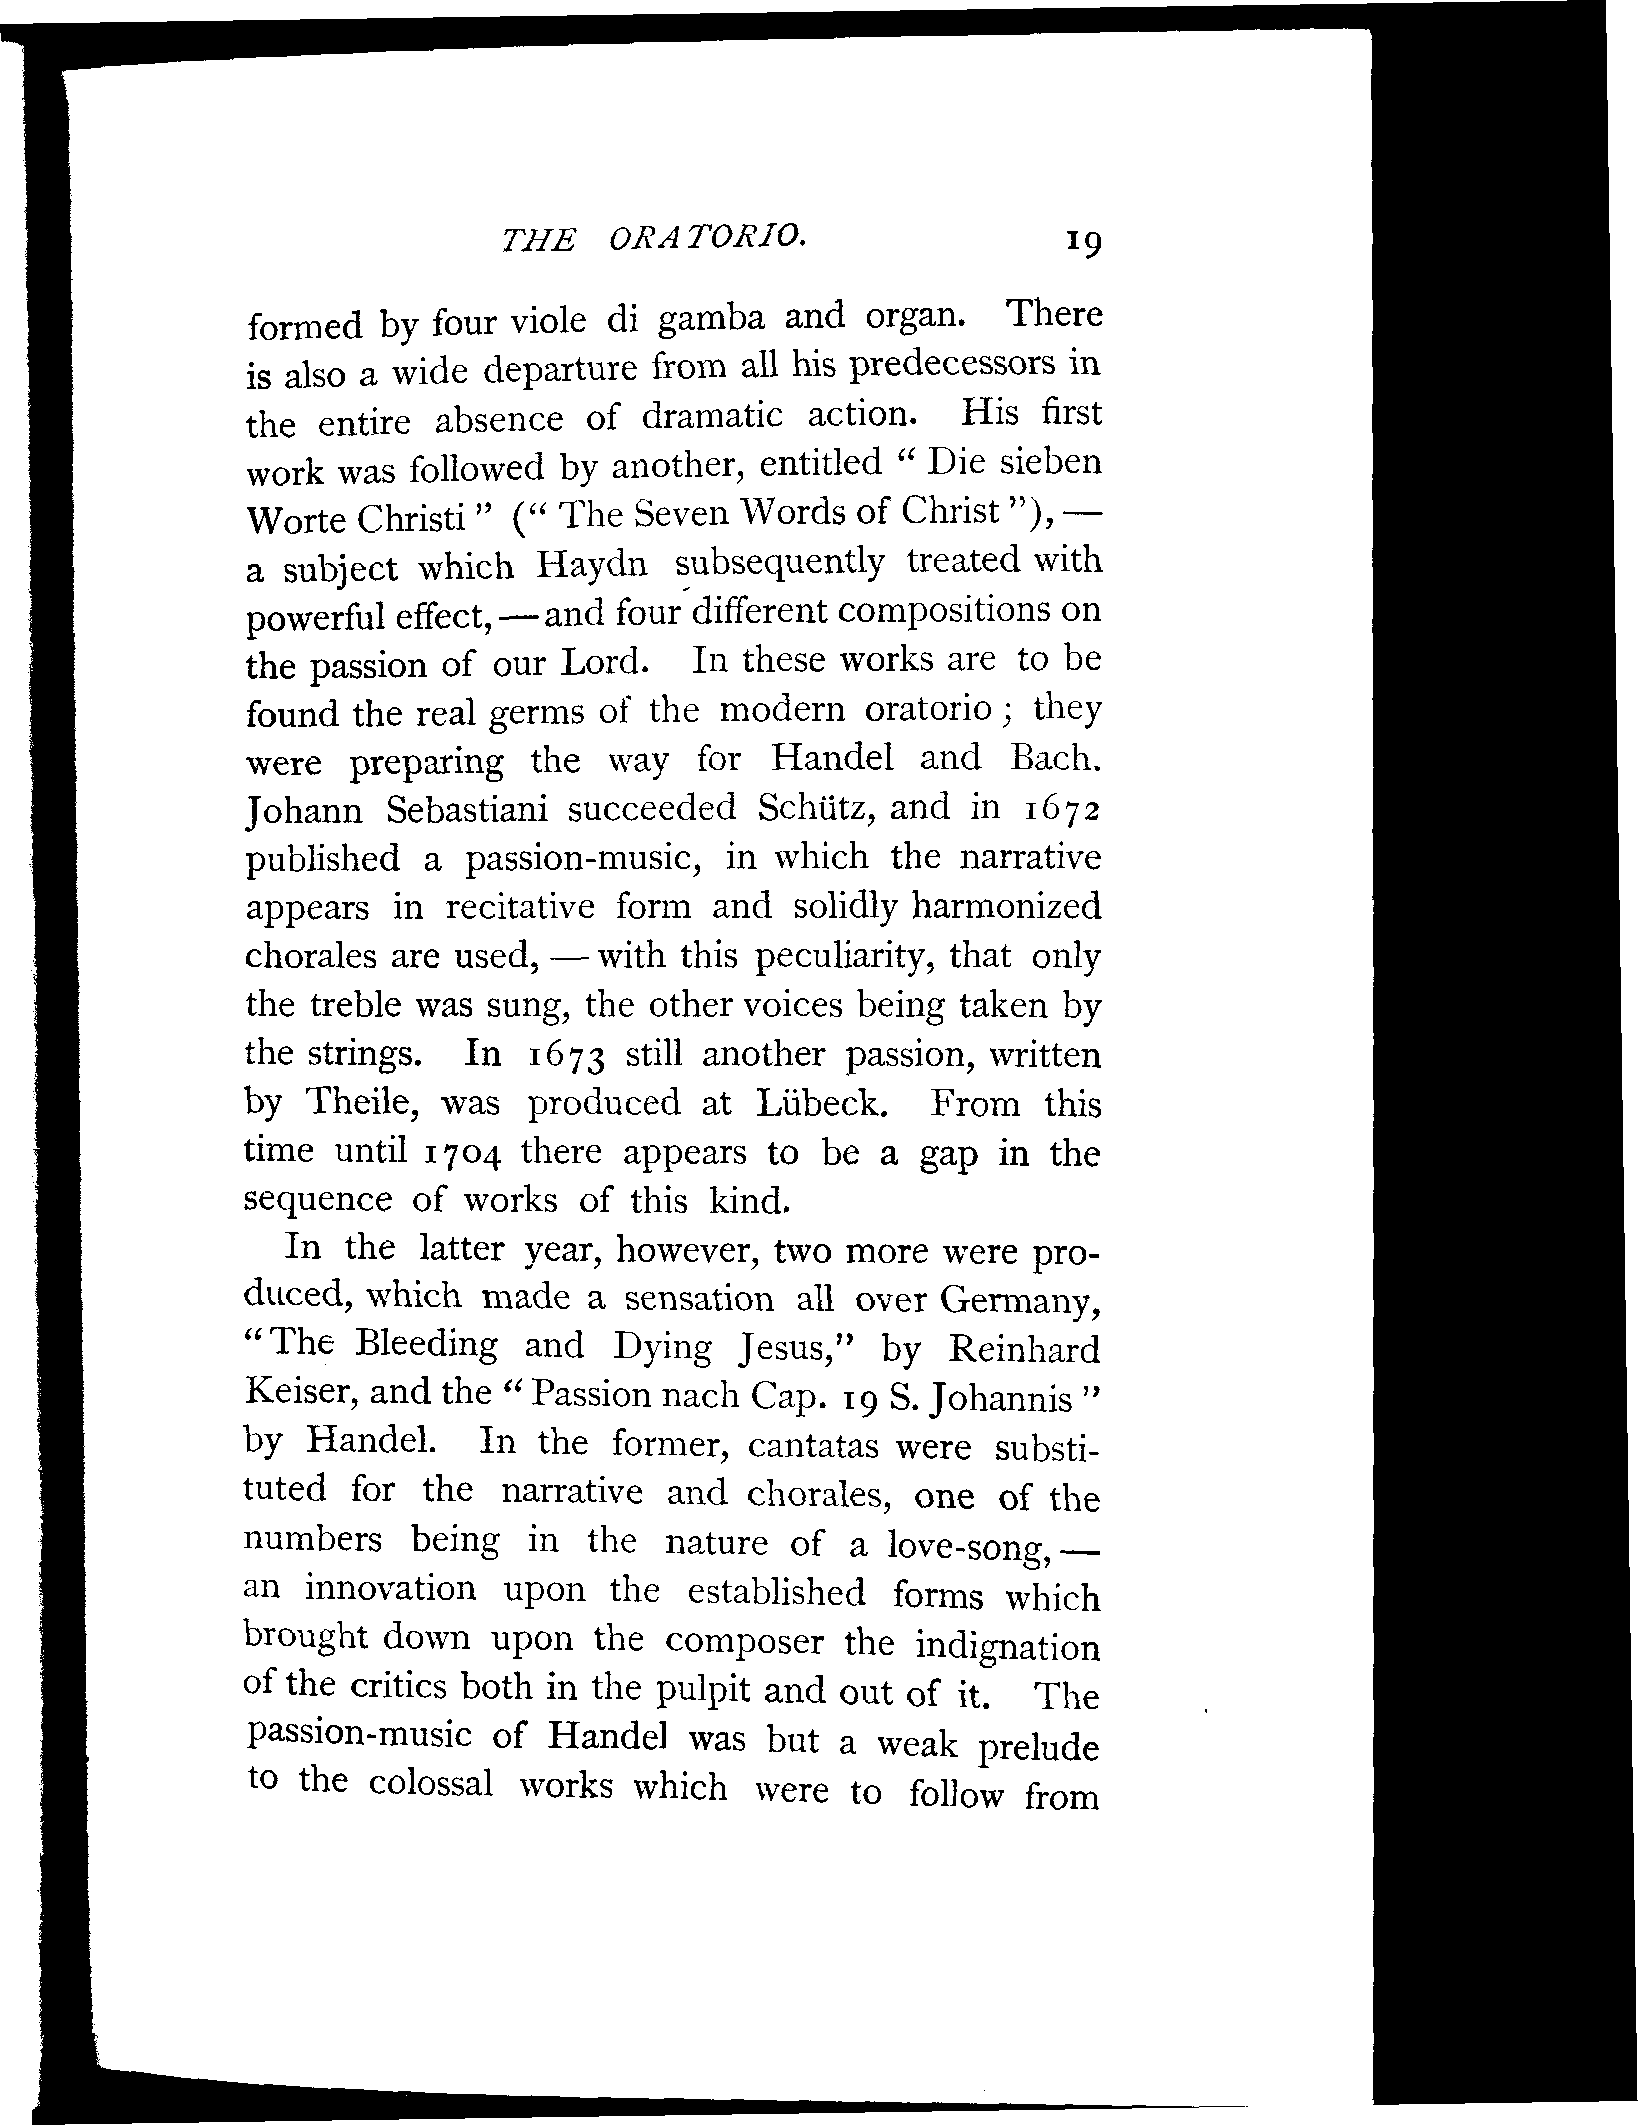 THE ORATORIO. 19
formed by four viole di gamba and organ. There
is also a wide departure from all his predecessors in
the entire absence of dramatic action. His first
work was followed by another, entitled “ Die sieben
Worte Christi ” (“ The Seven Words of Christ ”), —
a subject which Haydn subsequently treated with
powerful effect, — and four different compositions on
the passion of our Lord. In these works are to be
found the real germs of the modern oratorio ; they
were preparing the way for Handel and Bach.
Johann Sebastiani succeeded Schütz, and in 1672
published a passion-music, in which the narrative
appears in recitative form and solidly harmonized
chorales are used, — with this peculiarity, that only
the treble was sung, the other voices being taken by
the strings. In 1673 still another passion, written
by Theile, was produced at Lübeck. From this
time until 1704 there appears to be a gap in the
sequence of works of this kind.
In the latter year, however, two more were pro-
duced, which made a sensation all over Germany,
“ The Bleeding and Dying Jesus,” by Reinhard
Keiser, and the “ Passion nach Cap. 19 S. Johannis ”
by Handel. In the former, cantatas were substi-
tuted for the narrative and chorales, one of the
numbers being in the nature of a love-song, —
an innovation upon the established forms which
brought down upon the composer the indignation
of the critics both in the pulpit and out of it. The
passion-music of Handel was but a weak prelude
to the colossal works which were to follow from